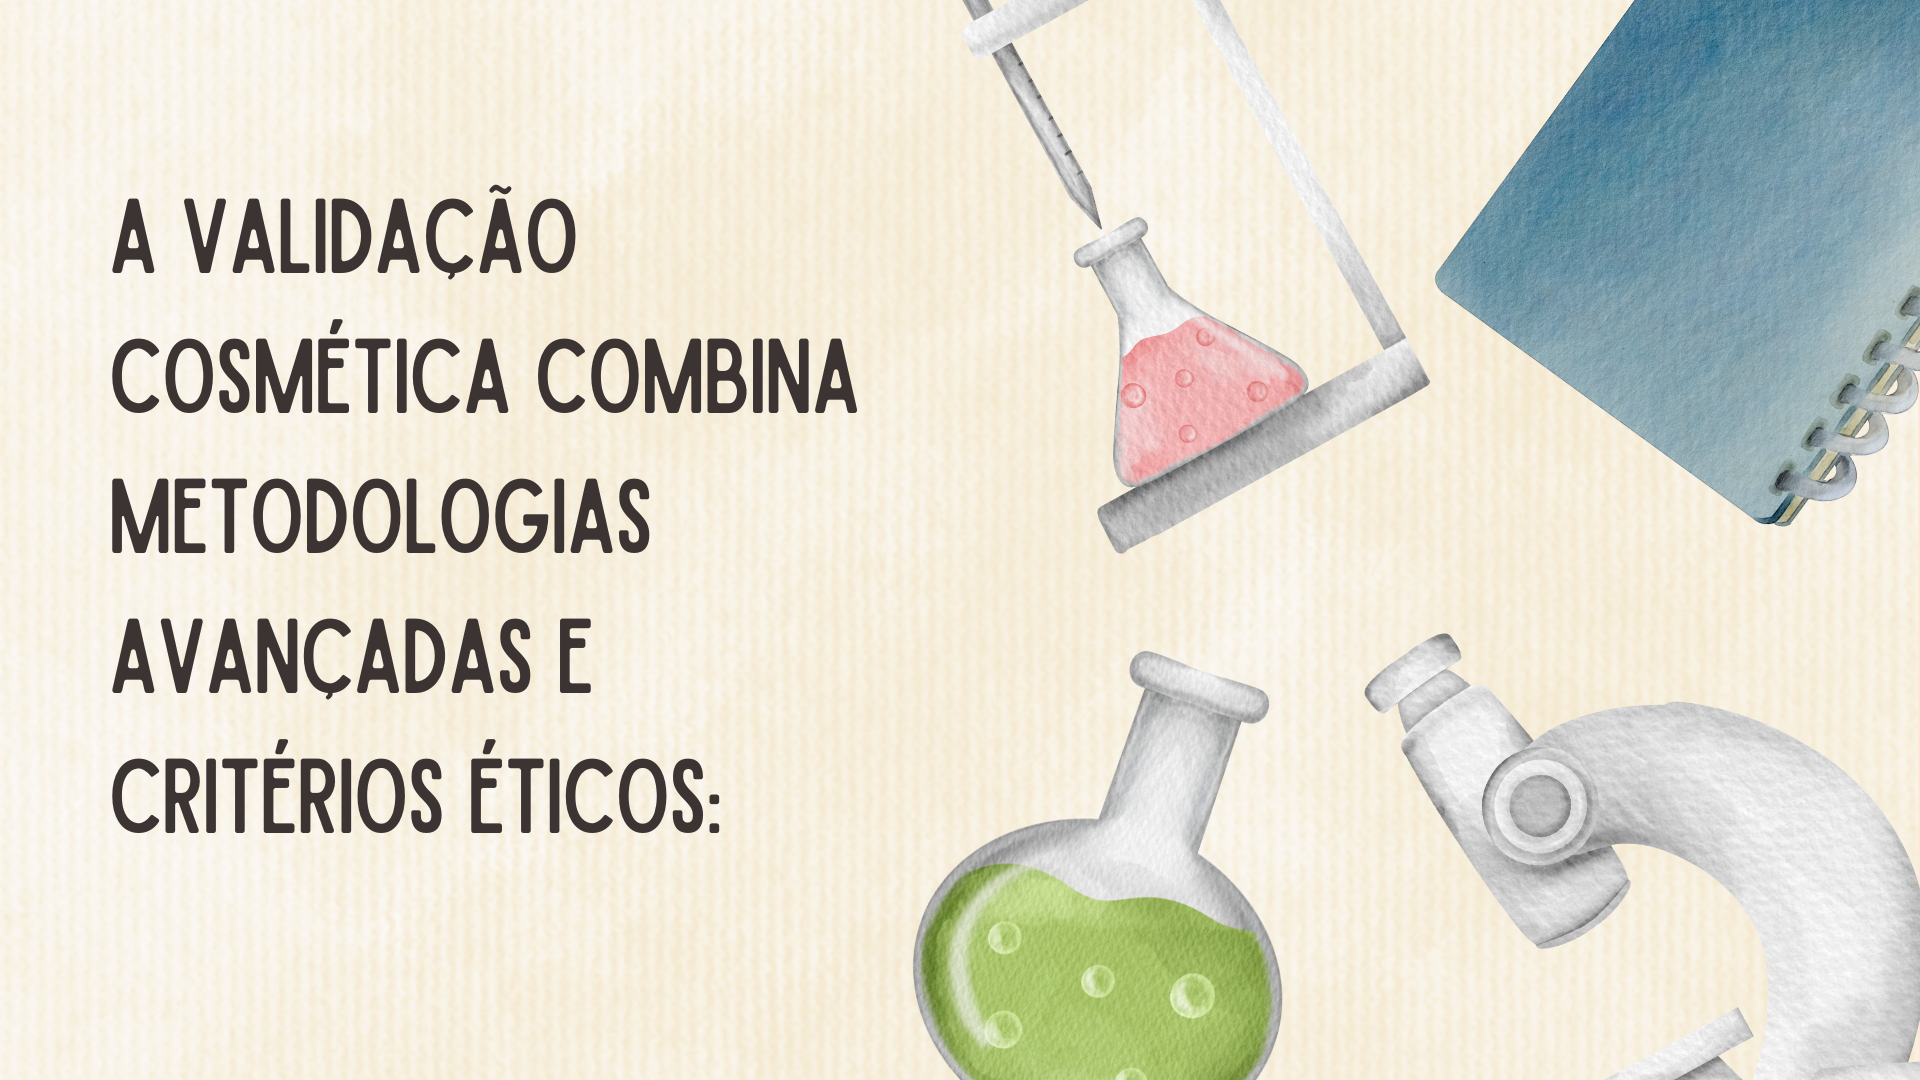 A VALIDAÇÃO
COSMÉTICA COMBINA
METODOLOGIAS
AVANÇADAS E
CRITÉRIOS ÉTICOS: